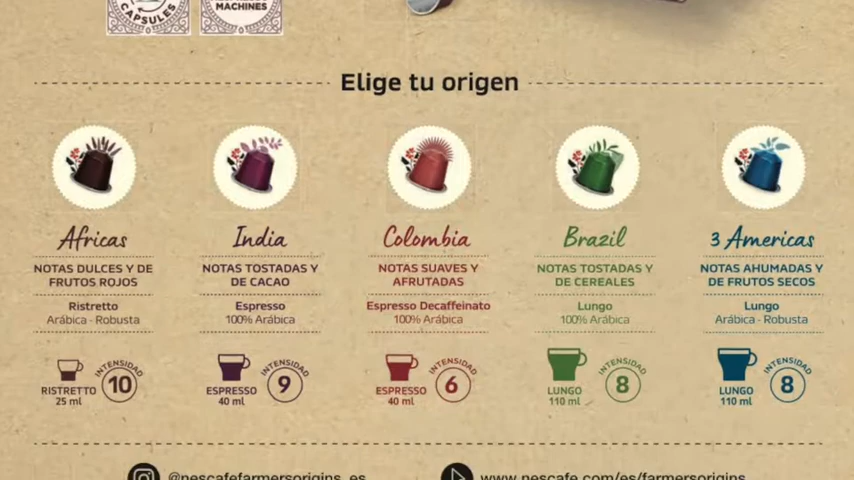 CAPSULES
MACHINES
Elige tu origen
Africas
NOTAS DULCES Y DE
FRUTOS ROJOS
Ristretto
Arábica - Robusta
RISTRETTO
25 ml
INTENSIDAD
10
India
NOTAS TOSTADAS Y
DE CACAO
Espresso
100% Arábica
ESPRESSO
40 ml
INTENSIDAD
9
Colombia
NOTAS SUAVES Y
AFRUTADAS
Espresso Decaffeinato
100% Arábica
ESPRESSO
40 ml
INTENSIDAD
6
Brazil
NOTAS TOSTADAS Y
DE CEREALES
Lungo
100% Arábica
LUNGO
110 ml
INTENSIDAD
8
3 Americas
NOTAS AHUMADAS Y
DE FRUTOS SECOS
Lungo
Arábica - Robusta
LUNGO
110 ml
INTENSIDAD
8
@nescafefarmersorigins_es
www.nescafe.com/es/farmersorigins